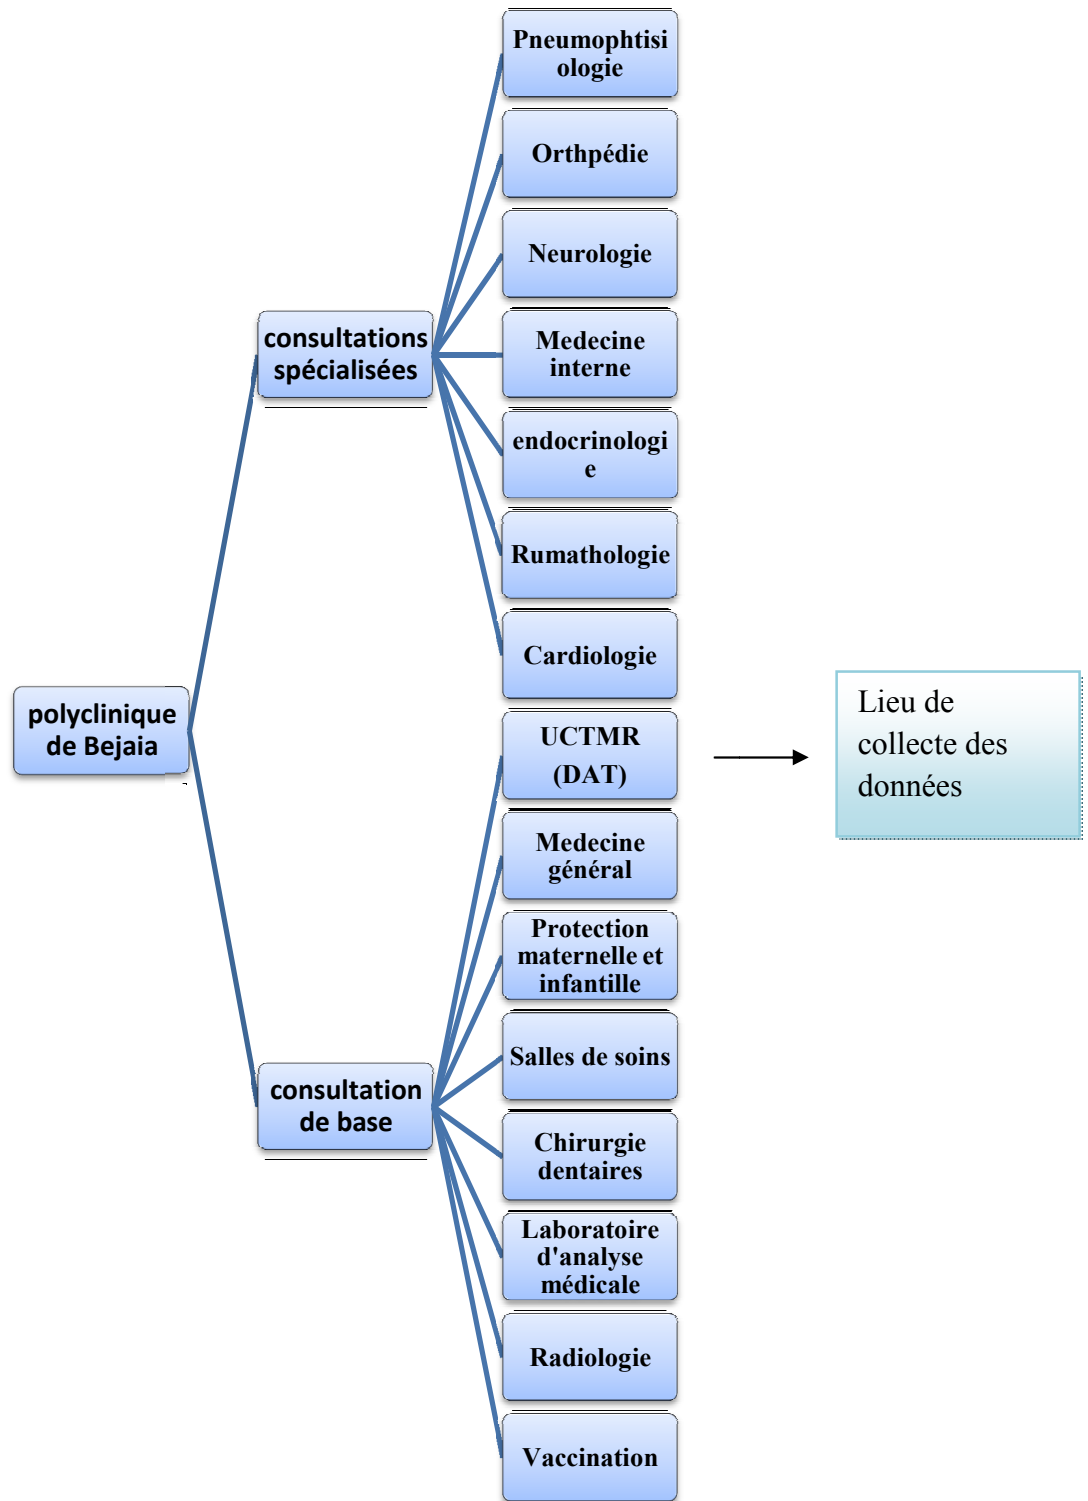 Pneumophtisi
ologie
Orthpédie
Neurologie
Medecine
interne
endocrinologi
e
Rumathologie
Cardiologie
consultations
spécialisées
polyclinique
de Bejaia
UCTMR
(DAT)
Lieu de
collecte des
données
Medecine
général
Protection
maternelle et
infantille
Salles de soins
consultation
de base
Chirurgie
dentaires
Laboratoire
d'analyse
médicale
Radiologie
Vaccination